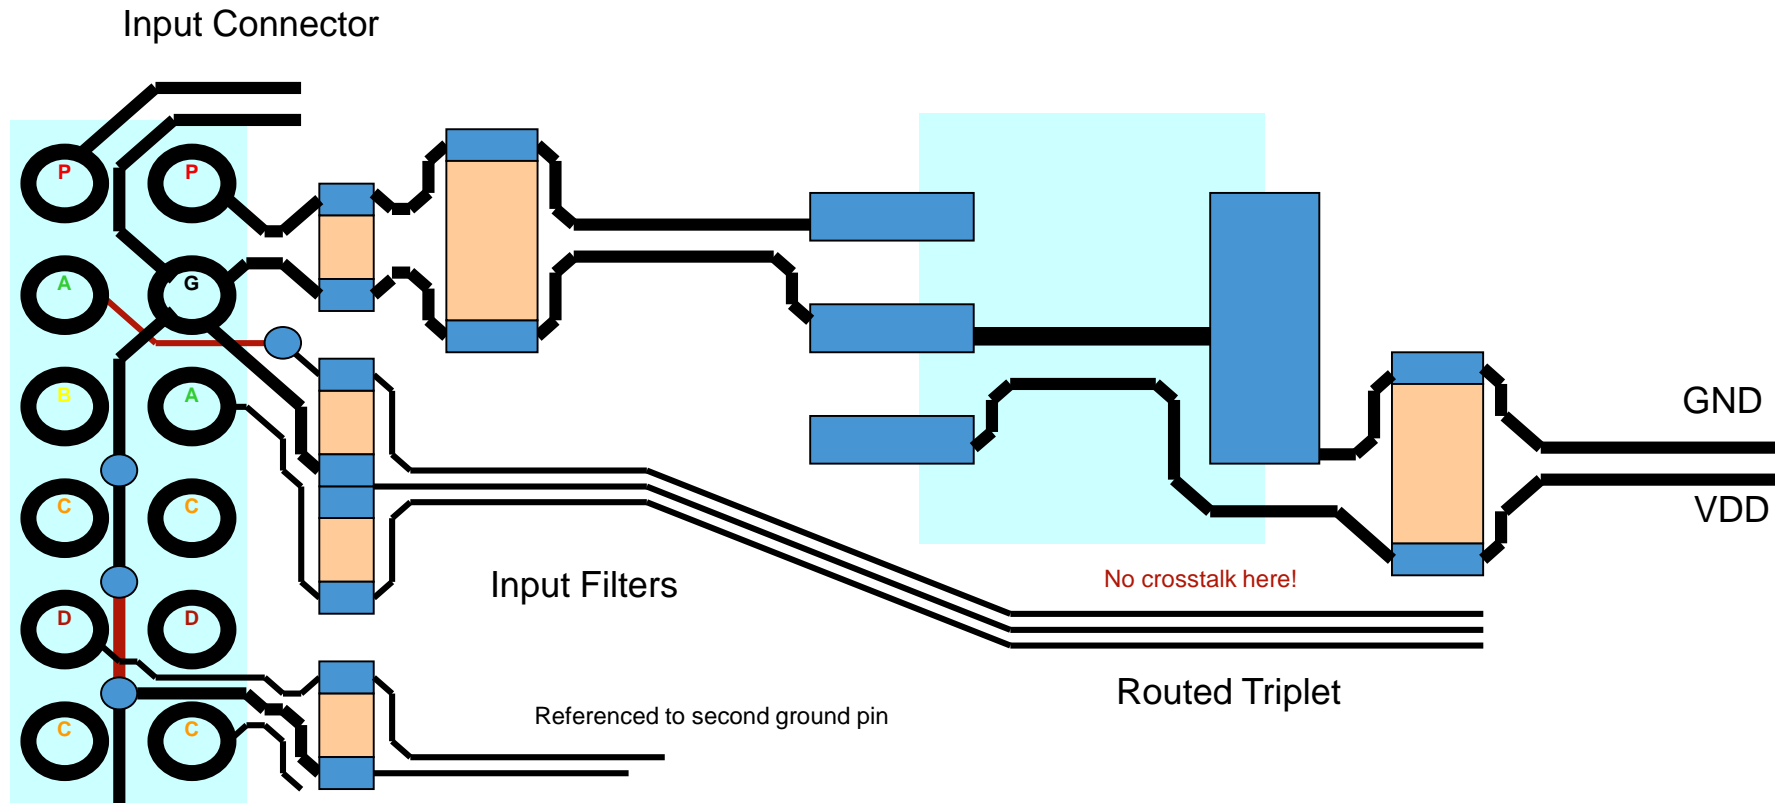 Input Connector
P P
A G
B A
GND
C C
VDD
No crosstalk here!
Input Filters
D D
Routed Triplet
Referenced to second ground pin
C C